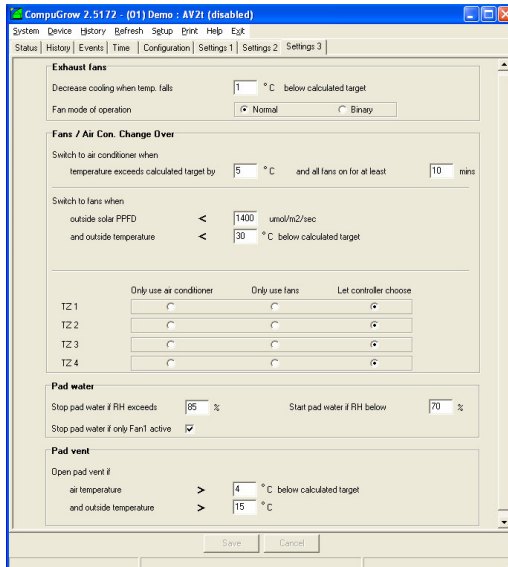 CompuGrow 2.5172 - (01) Demo : AV2t (disabled)
System Device History Refresh Setup Print Help Exit
Status History Events Time Configuration Settings 1 Settings 2 Settings 3
Exhaust fans
Decrease cooling when temp. falls 1 °C below calculated target
Fan mode of operation Normal Binary
Fans / Air Con. Change Over
Switch to air conditioner when
temperature exceeds calculated target by 5 °C and all fans on for at least 10 mins
Switch to fans when
outside solar PPFD < 1400 umol/m2/sec
and outside temperature < 30 °C below calculated target
Only use air conditioner Only use fans Let controller choose
TZ 1
TZ 2
TZ 3
TZ 4
Pad water
Stop pad water if RH exceeds 85 % Start pad water if RH below 70 %
Stop pad water if only Fan1 active
Pad vent
Open pad vent if
air temperature > 4 °C below calculated target
and outside temperature > 15 °C
Save Cancel